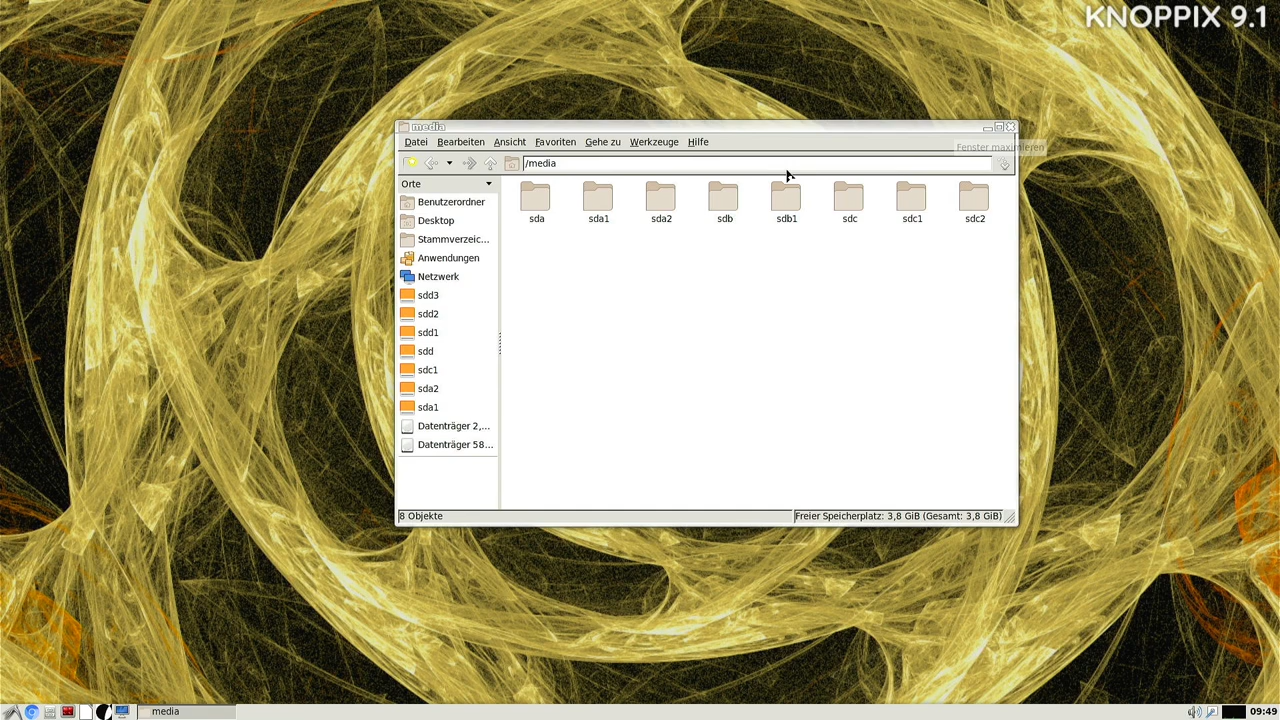 KNOPPIX 9.1
media
Datei Bearbeiten Ansicht Favoriten Gehe zu Werkzeuge Hilfe
Fenster maximieren
/media
Orte
Benutzerordner
Desktop
Stammverzeic...
Anwendungen
Netzwerk
sdd3
sdd2
sdd1
sdd
sdc1
sda2
sda1
Datenträger 2,...
Datenträger 58...
sda sda1 sda2 sdb sdb1 sdc sdc1 sdc2
8 Objekte
Freier Speicherplatz: 3,8 GiB (Gesamt: 3,8 GiB)
media
09:49